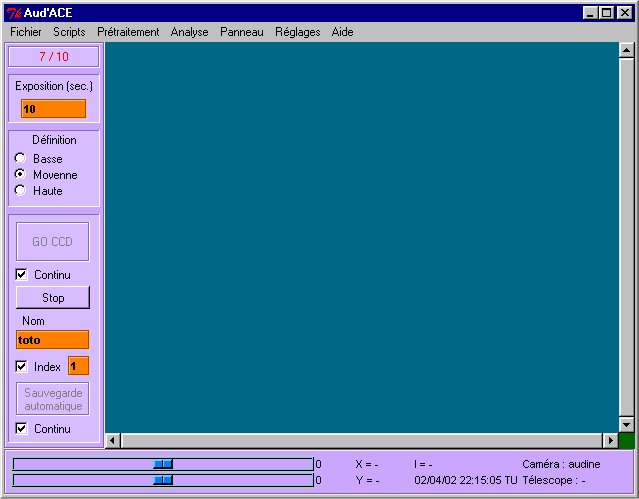 Aud'ACE
Fichier Scripts Prétraitement Analyse Panneau Réglages Aide
7 / 10
Exposition (sec.)
10
Définition
Basse
Movenne
Haute
GO CCD
Continu
Stop
Nom
toto
Index 1
Sauvegarde
automatique
Continu
0 X = - I = - Caméra : audine
0 Y = - 02/04/02 22:15:05 TU Télescope : -